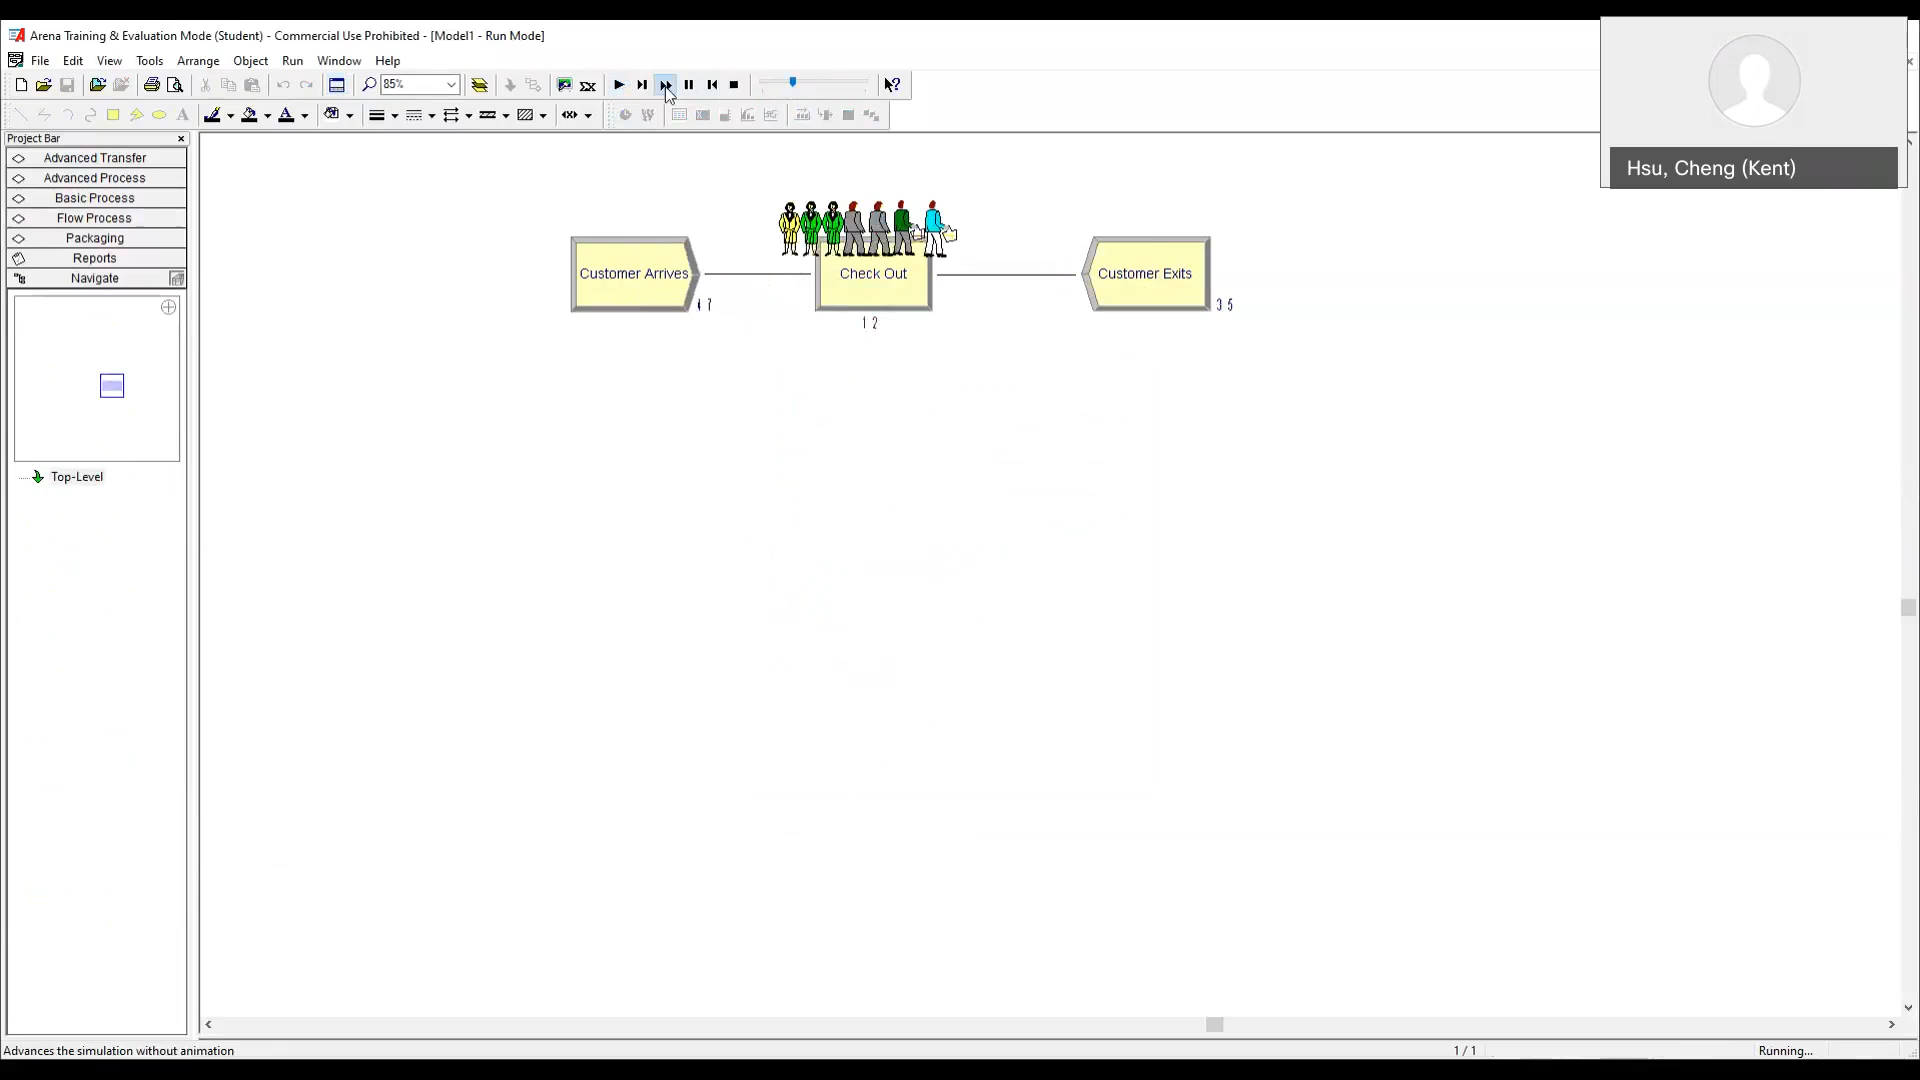 Arena Training & Evaluation Mode (Student) - Commercial Use Prohibited - [Model1 - Run Mode]
File Edit View Tools Arrange Object Run Window Help
85%
Hsu, Cheng (Kent)
Project Bar
Advanced Transfer
Advanced Process
Basic Process
Flow Process
Packaging
Reports
Navigate
Top-Level
Customer Arrives
Check Out
Customer Exits
47
12
35
Advances the simulation without animation
1 / 1
Running...